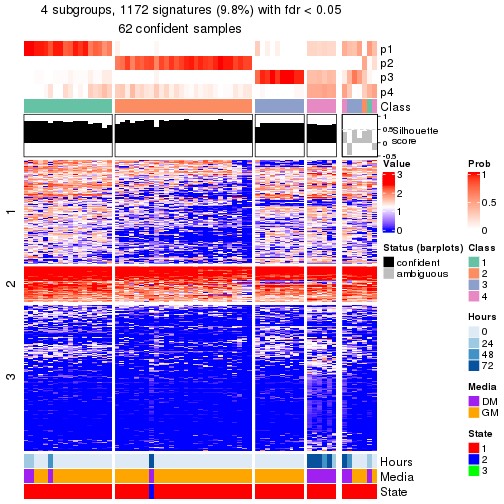 4 subgroups, 1172 signatures (9.8%) with fdr < 0.05
62 confident samples
p1
p2
p3
p4
Class
1
0.5
0
-0.5
Silhouette
score
1
2
3
Value
3
2
1
0
Prob
1
0.5
0
Status (barplots)
confident
ambiguous
Class
1
2
3
4
Hours
0
24
48
72
Media
DM
GM
State
1
2
3
Hours
Media
State